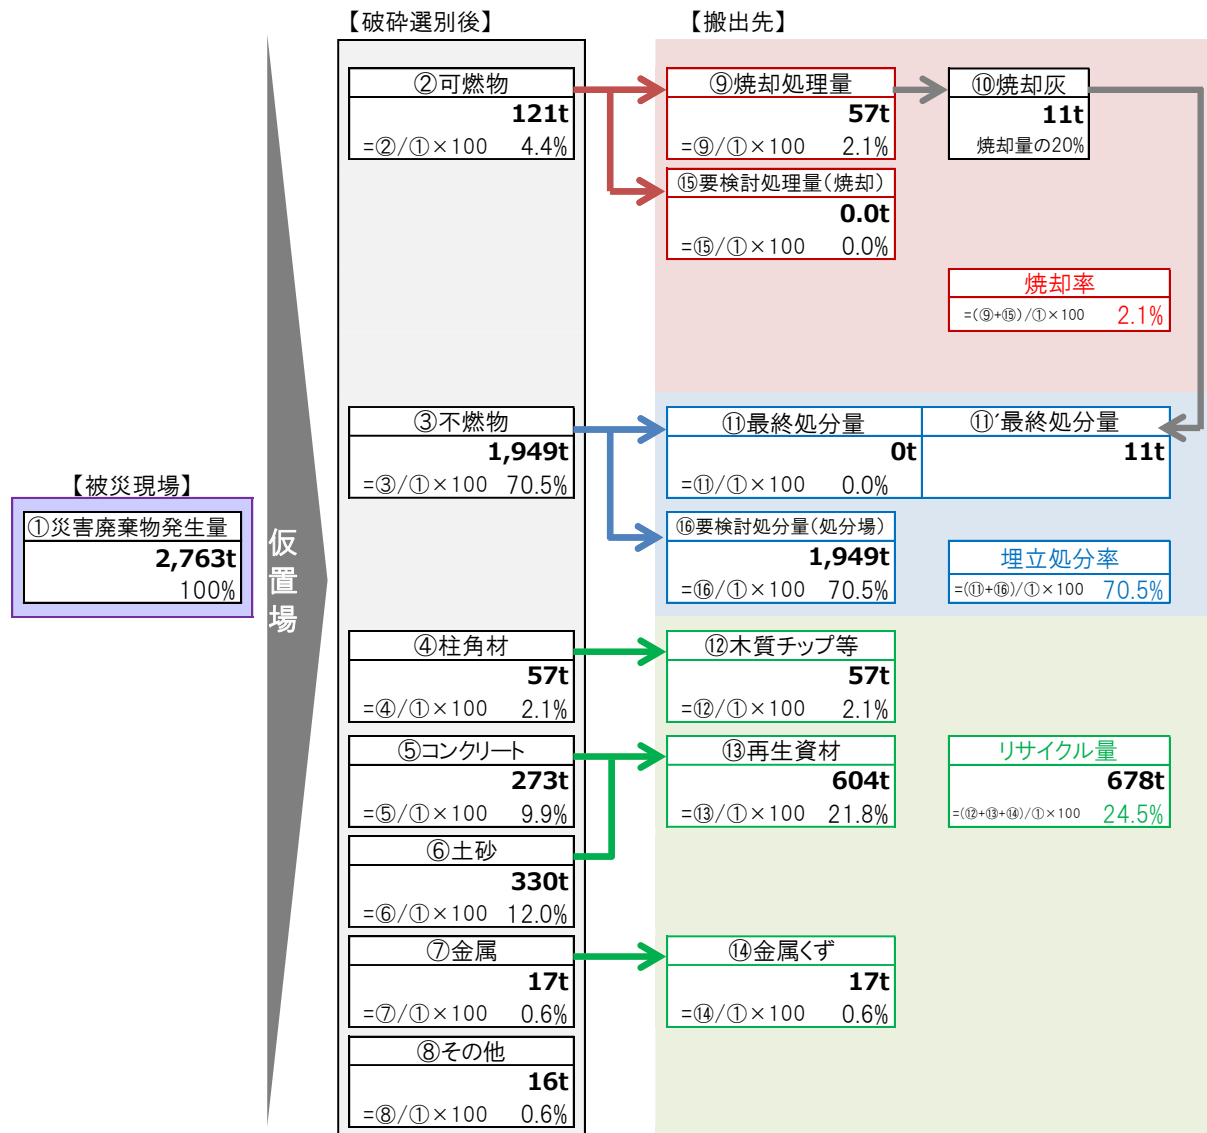 【破砕選別後】
【搬出先】
②可燃物
121t
=②/①×100 4.4%
⑨焼却処理量
57t
=⑨/①×100 2.1%
⑩焼却灰
11t
焼却量の20%
⑮要検討処理量(焼却)
0.0t
=⑮/①×100 0.0%
焼却率
=(⑨+⑮)/①×100 2.1%
③不燃物
1,949t
=③/①×100 70.5%
⑪最終処分量
0t
=⑪/①×100 0.0%
⑪´最終処分量
11t
【被災現場】
①災害廃棄物発生量
2,763t
100%
仮
置
場
⑯要検討処分量(処分場)
1,949t
=⑯/①×100 70.5%
埋立処分率
=(⑪+⑯)/①×100 70.5%
④柱角材
57t
=④/①×100 2.1%
⑫木質チップ等
57t
=⑫/①×100 2.1%
⑤コンクリート
273t
=⑤/①×100 9.9%
⑬再生資材
604t
=⑬/①×100 21.8%
リサイクル量
678t
=(⑫+⑬+⑭)/①×100 24.5%
⑥土砂
330t
=⑥/①×100 12.0%
⑦金属
17t
=⑦/①×100 0.6%
⑭金属くず
17t
=⑭/①×100 0.6%
⑧その他
16t
=⑧/①×100 0.6%